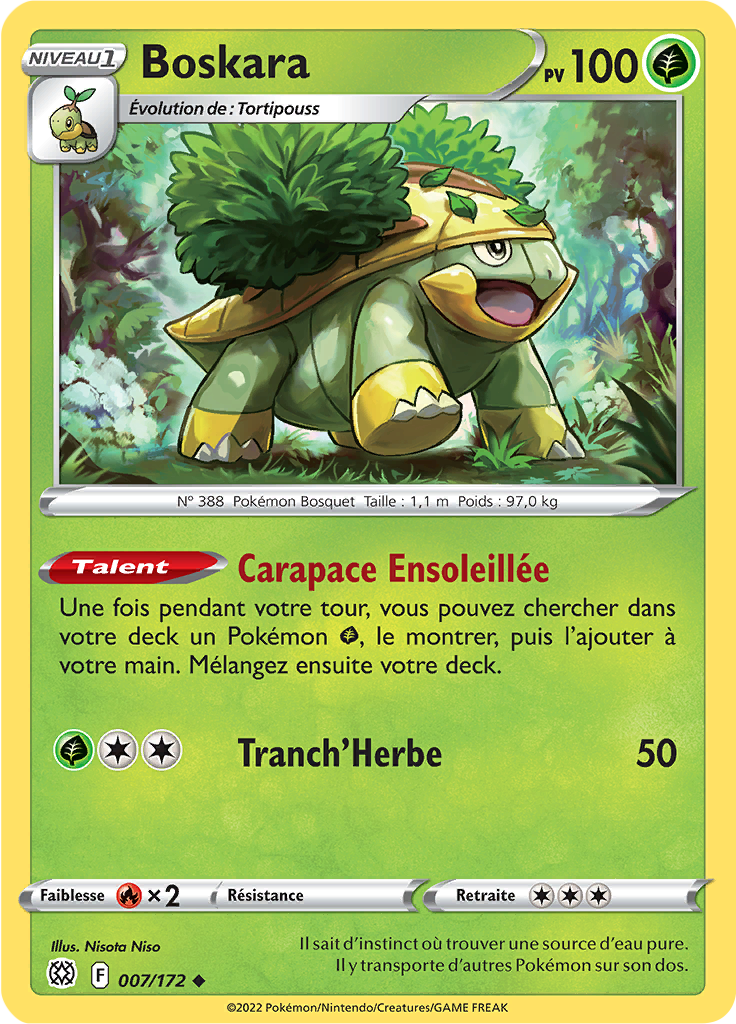 NIVEAU 1
Boskara
PV 100
Évolution de : Tortipouss
N° 388 Pokémon Bosquet Taille : 1,1 m Poids : 97,0 kg
Talent
Carapace Ensoleillée
Une fois pendant votre tour, vous pouvez chercher dans
votre deck un Pokémon , le montrer, puis l'ajouter à
votre main. Mélangez ensuite votre deck.
Tranch'Herbe 50
Faiblesse ×2 Résistance Retraite
Illus. Nisota Niso
Il sait d'instinct où trouver une source d'eau pure.
Il y transporte d'autres Pokémon sur son dos.
F 007/172 ◆
©2022 Pokémon/Nintendo/Creatures/GAME FREAK